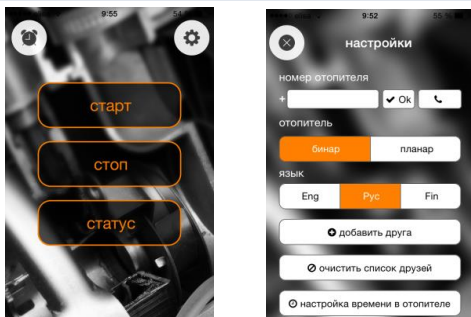 9:55
старт
стоп
статус
9:52
55 %
настройки
номер отопителя
+
Ok
отопитель
бинар
планар
язык
Eng
Рус
Fin
добавить друга
очистить список друзей
настройка времени в отопителе